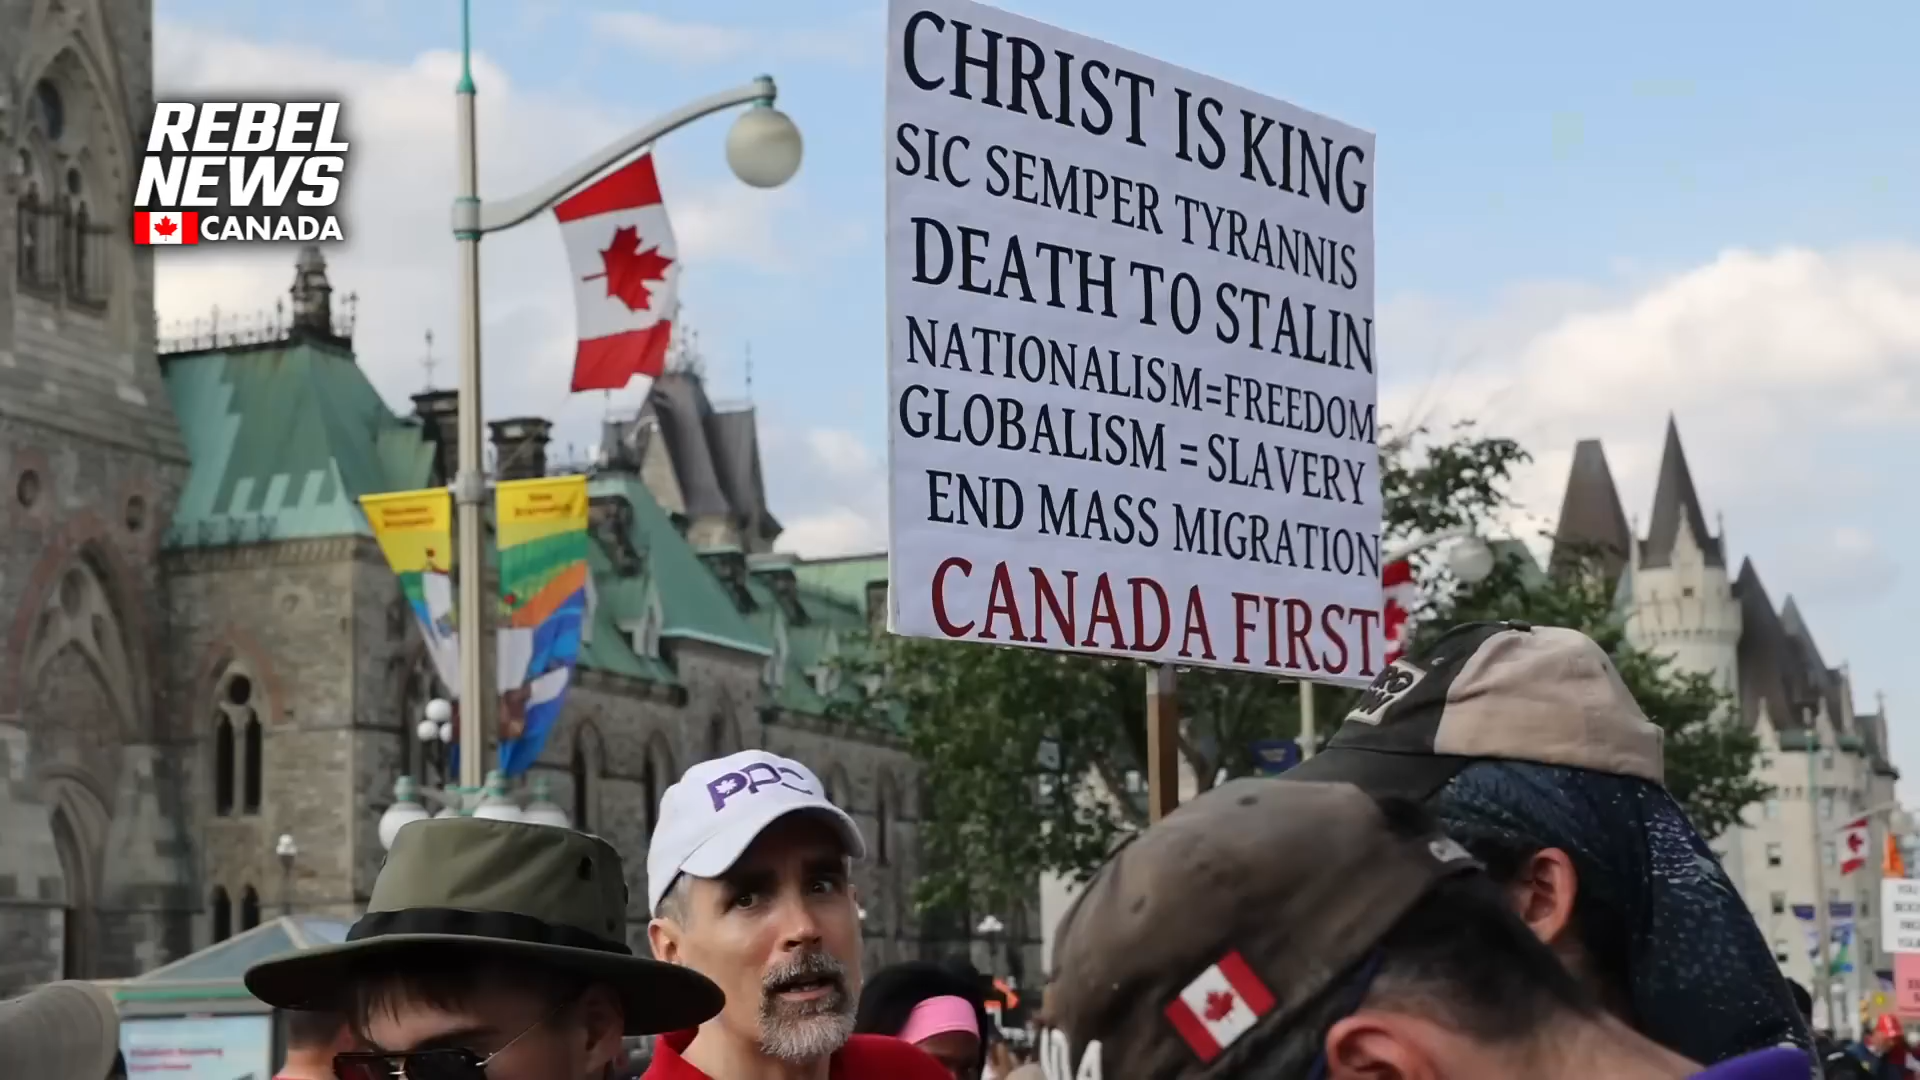 REBEL
NEWS
CANADA
CHRIST IS KING
SIC SEMPER TYRANNIS
DEATH TO STALIN
NATIONALISM=FREEDOM
GLOBALISM = SLAVERY
END MASS MIGRATION
CANADA FIRST
PPC